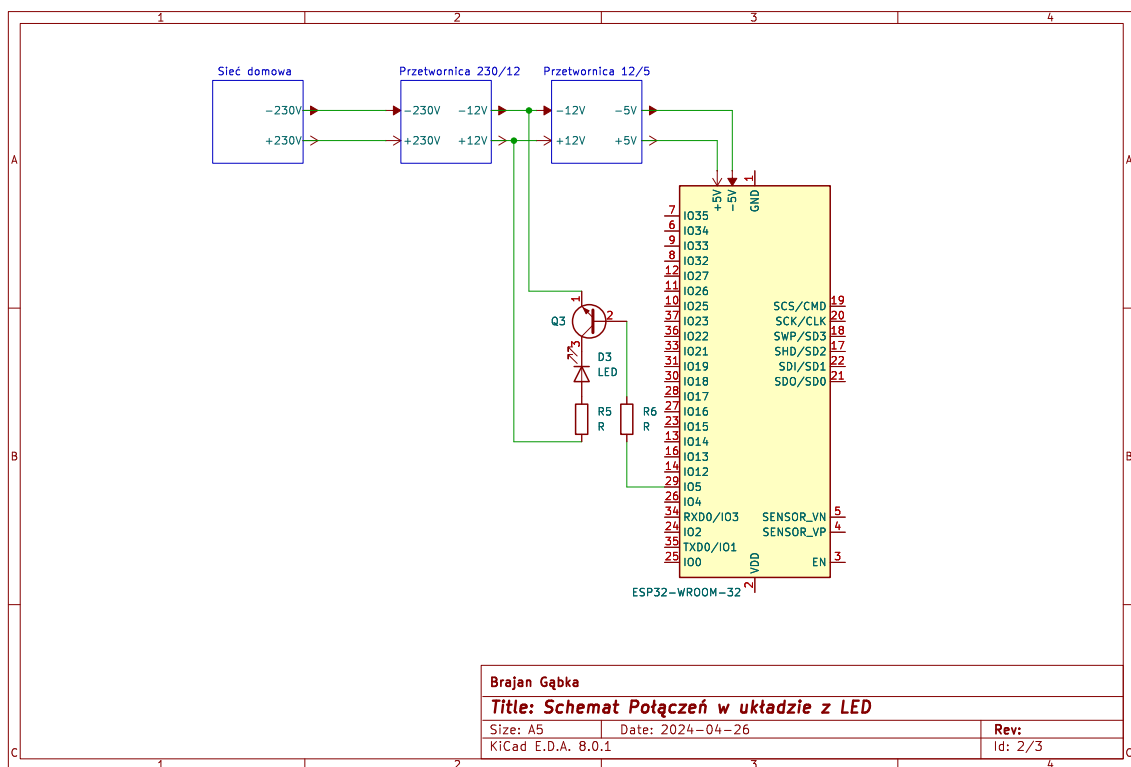 1 2 3 4
Sieć domowa Przetwornica 230/12 Przetwornica 12/5
-230V -230V -12V -12V -5V
+230V +230V +12V +12V +5V
A A
+5V -5V GND 1
7 IO35
6 IO34
9 IO33
8 IO32
12 IO27
11 IO26
10 IO25 SCS/CMD 19
37 IO23 SCK/CLK 20
36 IO22 SWP/SD3 18
33 IO21 SHD/SD2 17
31 IO19 SDI/SD1 22
30 IO18 SDO/SD0 21
28 IO17
27 IO16
23 IO15
13 IO14
16 IO13
14 IO12
29 IO5
26 IO4
34 RXD0/IO3 SENSOR_VN 5
24 IO2 SENSOR_VP 4
35 TXD0/IO1
25 IO0 EN 3
VDD 2
1
Q3 2
3
D3
LED
R5 R6
R R
B B
ESP32-WROOM-32
Brajan Gąbka
Title: Schemat Połączeń w układzie z LED
Size: A5 Date: 2024-04-26 Rev:
KiCad E.D.A. 8.0.1 Id: 2/3
C C
1 2 3 4